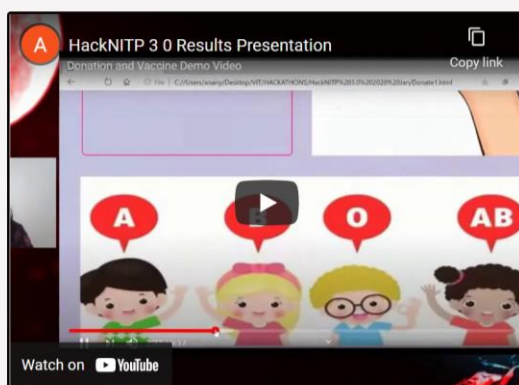 A
HackNITP 3 0 Results Presentation
Copy link
Donation and Vaccine Demo Video
A
B
O
AB
Watch on YouTube